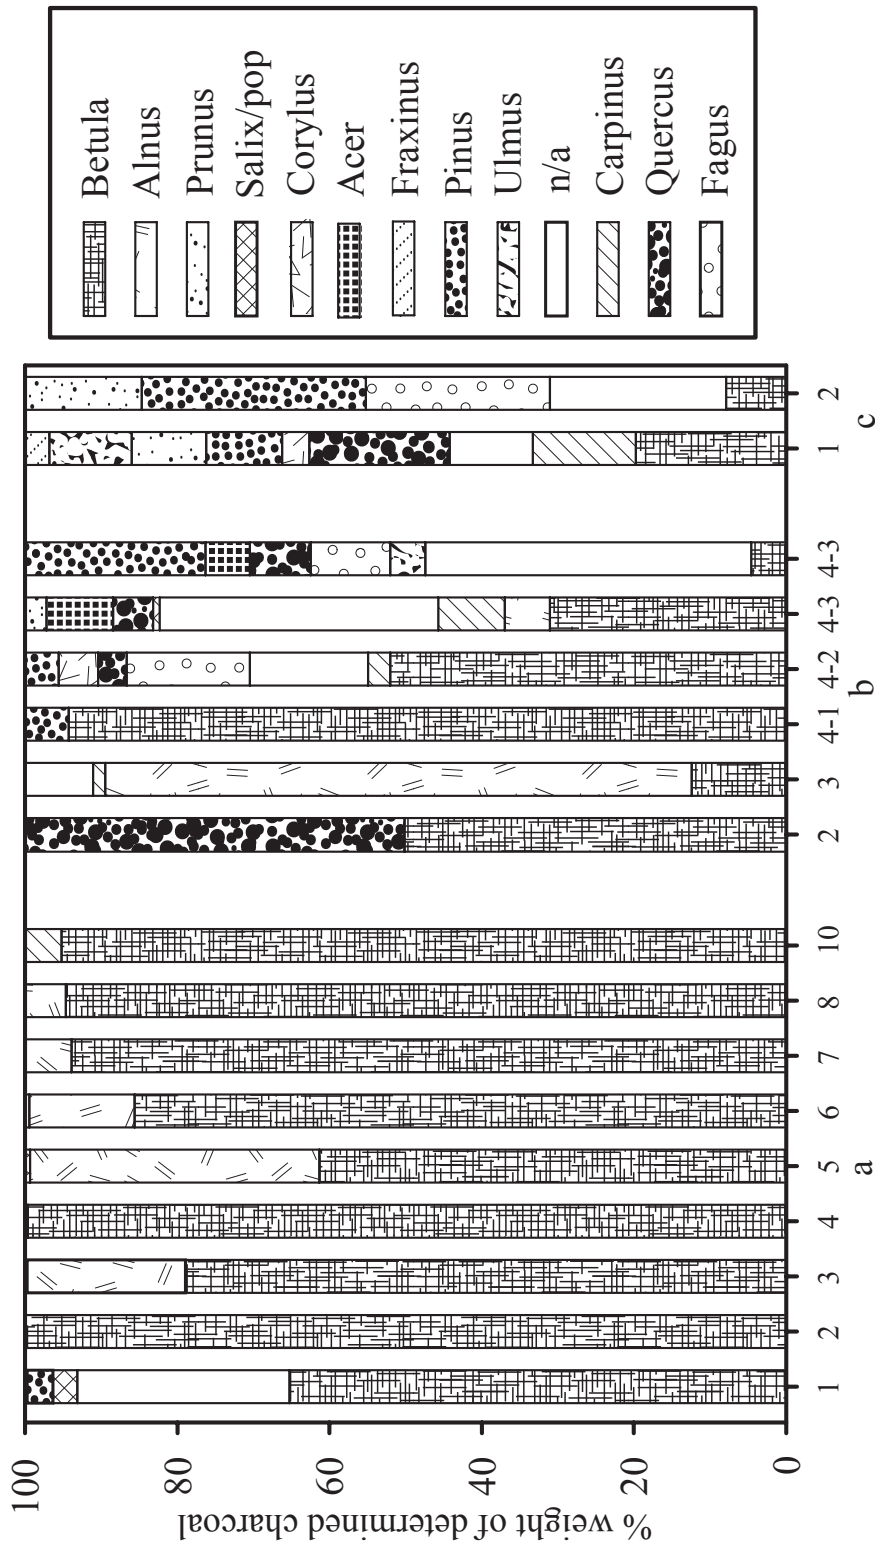 % weight of determined charcoal
100
80
60
40
20
0
1 2 3 4 5 6 7 8 10 2 3 4-1 4-2 4-3 4-3 1 2
a b c
Betula
Alnus
Prunus
Salix/pop
Corylus
Acer
Fraxinus
Pinus
Ulmus
n/a
Carpinus
Quercus
Fagus